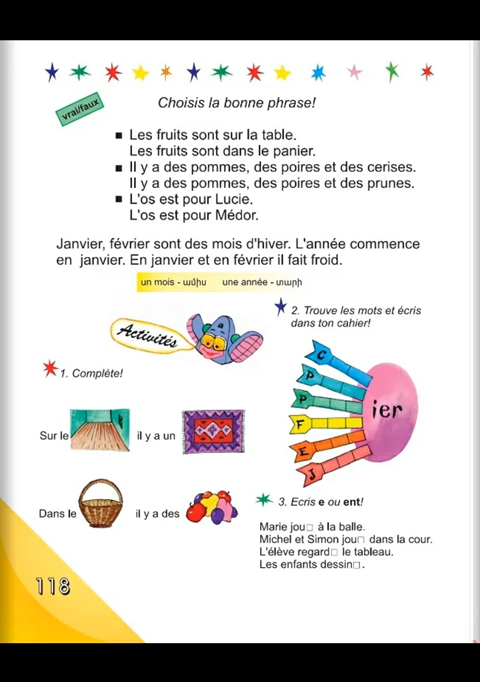 vrai/faux
Choisis la bonne phrase!
■ Les fruits sont sur la table.
Les fruits sont dans le panier.
■ Il y a des pommes, des poires et des cerises.
Il y a des pommes, des poires et des prunes.
■ L'os est pour Lucie.
L'os est pour Médor.
Janvier, février sont des mois d'hiver. L'année commence
en janvier. En janvier et en février il fait froid.
un mois - ամիս une année - տարի
Activités
2. Trouve les mots et écris
dans ton cahier!
1. Complète!
C
P
P
F
E
J
ier
Sur le il y a un
Dans le il y a des
3. Ecris e ou ent!
Marie jou□ à la balle.
Michel et Simon jou□ dans la cour.
L'élève regard□ le tableau.
Les enfants dessin□.
118